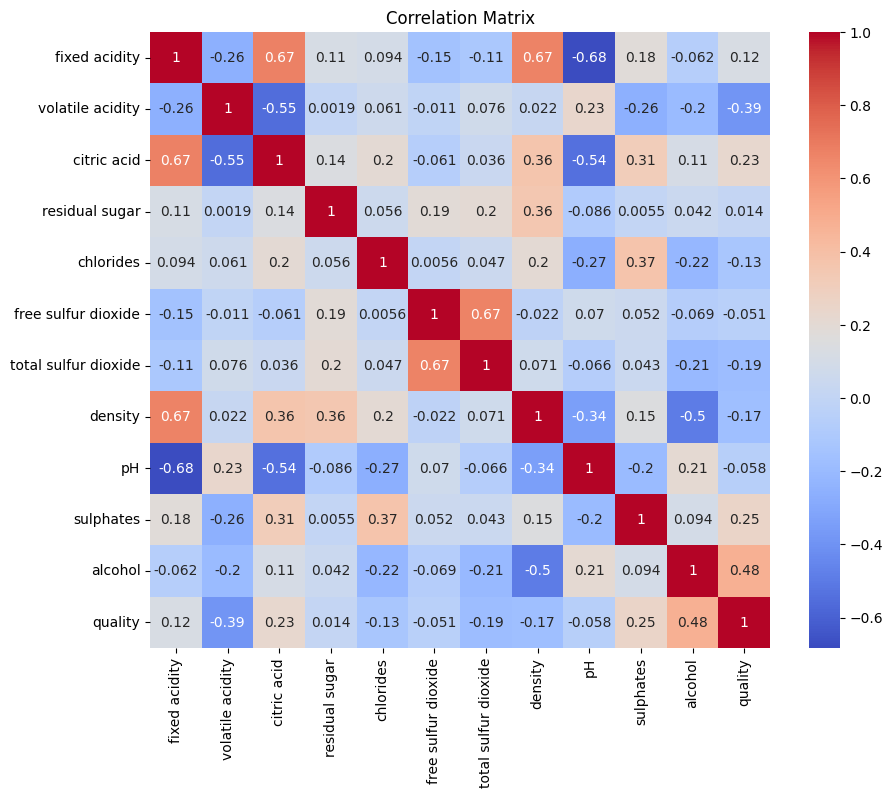 Correlation Matrix
fixed acidity 1 -0.26 0.67 0.11 0.094 -0.15 -0.11 0.67 -0.68 0.18 -0.062 0.12
volatile acidity -0.26 1 -0.55 0.0019 0.061 -0.011 0.076 0.022 0.23 -0.26 -0.2 -0.39
citric acid 0.67 -0.55 1 0.14 0.2 -0.061 0.036 0.36 -0.54 0.31 0.11 0.23
residual sugar 0.11 0.0019 0.14 1 0.056 0.19 0.2 0.36 -0.086 0.0055 0.042 0.014
chlorides 0.094 0.061 0.2 0.056 1 0.0056 0.047 0.2 -0.27 0.37 -0.22 -0.13
free sulfur dioxide -0.15 -0.011 -0.061 0.19 0.0056 1 0.67 -0.022 0.07 0.052 -0.069 -0.051
total sulfur dioxide -0.11 0.076 0.036 0.2 0.047 0.67 1 0.071 -0.066 0.043 -0.21 -0.19
density 0.67 0.022 0.36 0.36 0.2 -0.022 0.071 1 -0.34 0.15 -0.5 -0.17
pH -0.68 0.23 -0.54 -0.086 -0.27 0.07 -0.066 -0.34 1 -0.2 0.21 -0.058
sulphates 0.18 -0.26 0.31 0.0055 0.37 0.052 0.043 0.15 -0.2 1 0.094 0.25
alcohol -0.062 -0.2 0.11 0.042 -0.22 -0.069 -0.21 -0.5 0.21 0.094 1 0.48
quality 0.12 -0.39 0.23 0.014 -0.13 -0.051 -0.19 -0.17 -0.058 0.25 0.48 1
fixed acidity
volatile acidity
citric acid
residual sugar
chlorides
free sulfur dioxide
total sulfur dioxide
density
pH
sulphates
alcohol
quality
1.0
0.8
0.6
0.4
0.2
0.0
−0.2
−0.4
−0.6